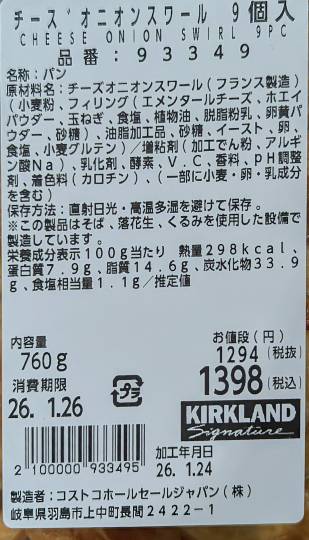 チーズオニオンスワール 9個入
CHEESE ONION SWIRL 9PC
品番：93349
名称：パン
原材料名：チーズオニオンスワール（フランス製造）
（小麦粉、フィリング（エメンタールチーズ、ホエイ
パウダー、玉ねぎ、食塩、植物油、脱脂粉乳、卵黄パ
ウダー、砂糖）、油脂加工品、砂糖、イースト、卵、
食塩、小麦グルテン）／増粘剤（加工でん粉、アルギ
ン酸Na）、乳化剤、酵素、V.C、香料、pH調整
剤、着色料（カロチン）、（一部に小麦・卵・乳成分
を含む）
保存方法：直射日光・高温多湿を避けて保存。
※この製品はそば、落花生、くるみを使用した設備で
製造しています。
栄養成分表示100g当たり 熱量298kcal、
蛋白質7.9g、脂質14.6g、炭水化物33.9
g、食塩相当量1.1g／推定値
内容量
760g
お値段（円）
1294（税抜）
1398（税込）
消費期限
26.1.26
プラ
KIRKLAND
Signature
2100000933495
加工年月日
26.1.24
製造者：コストコホールセールジャパン（株）
岐阜県羽島市上中町長間2422-1